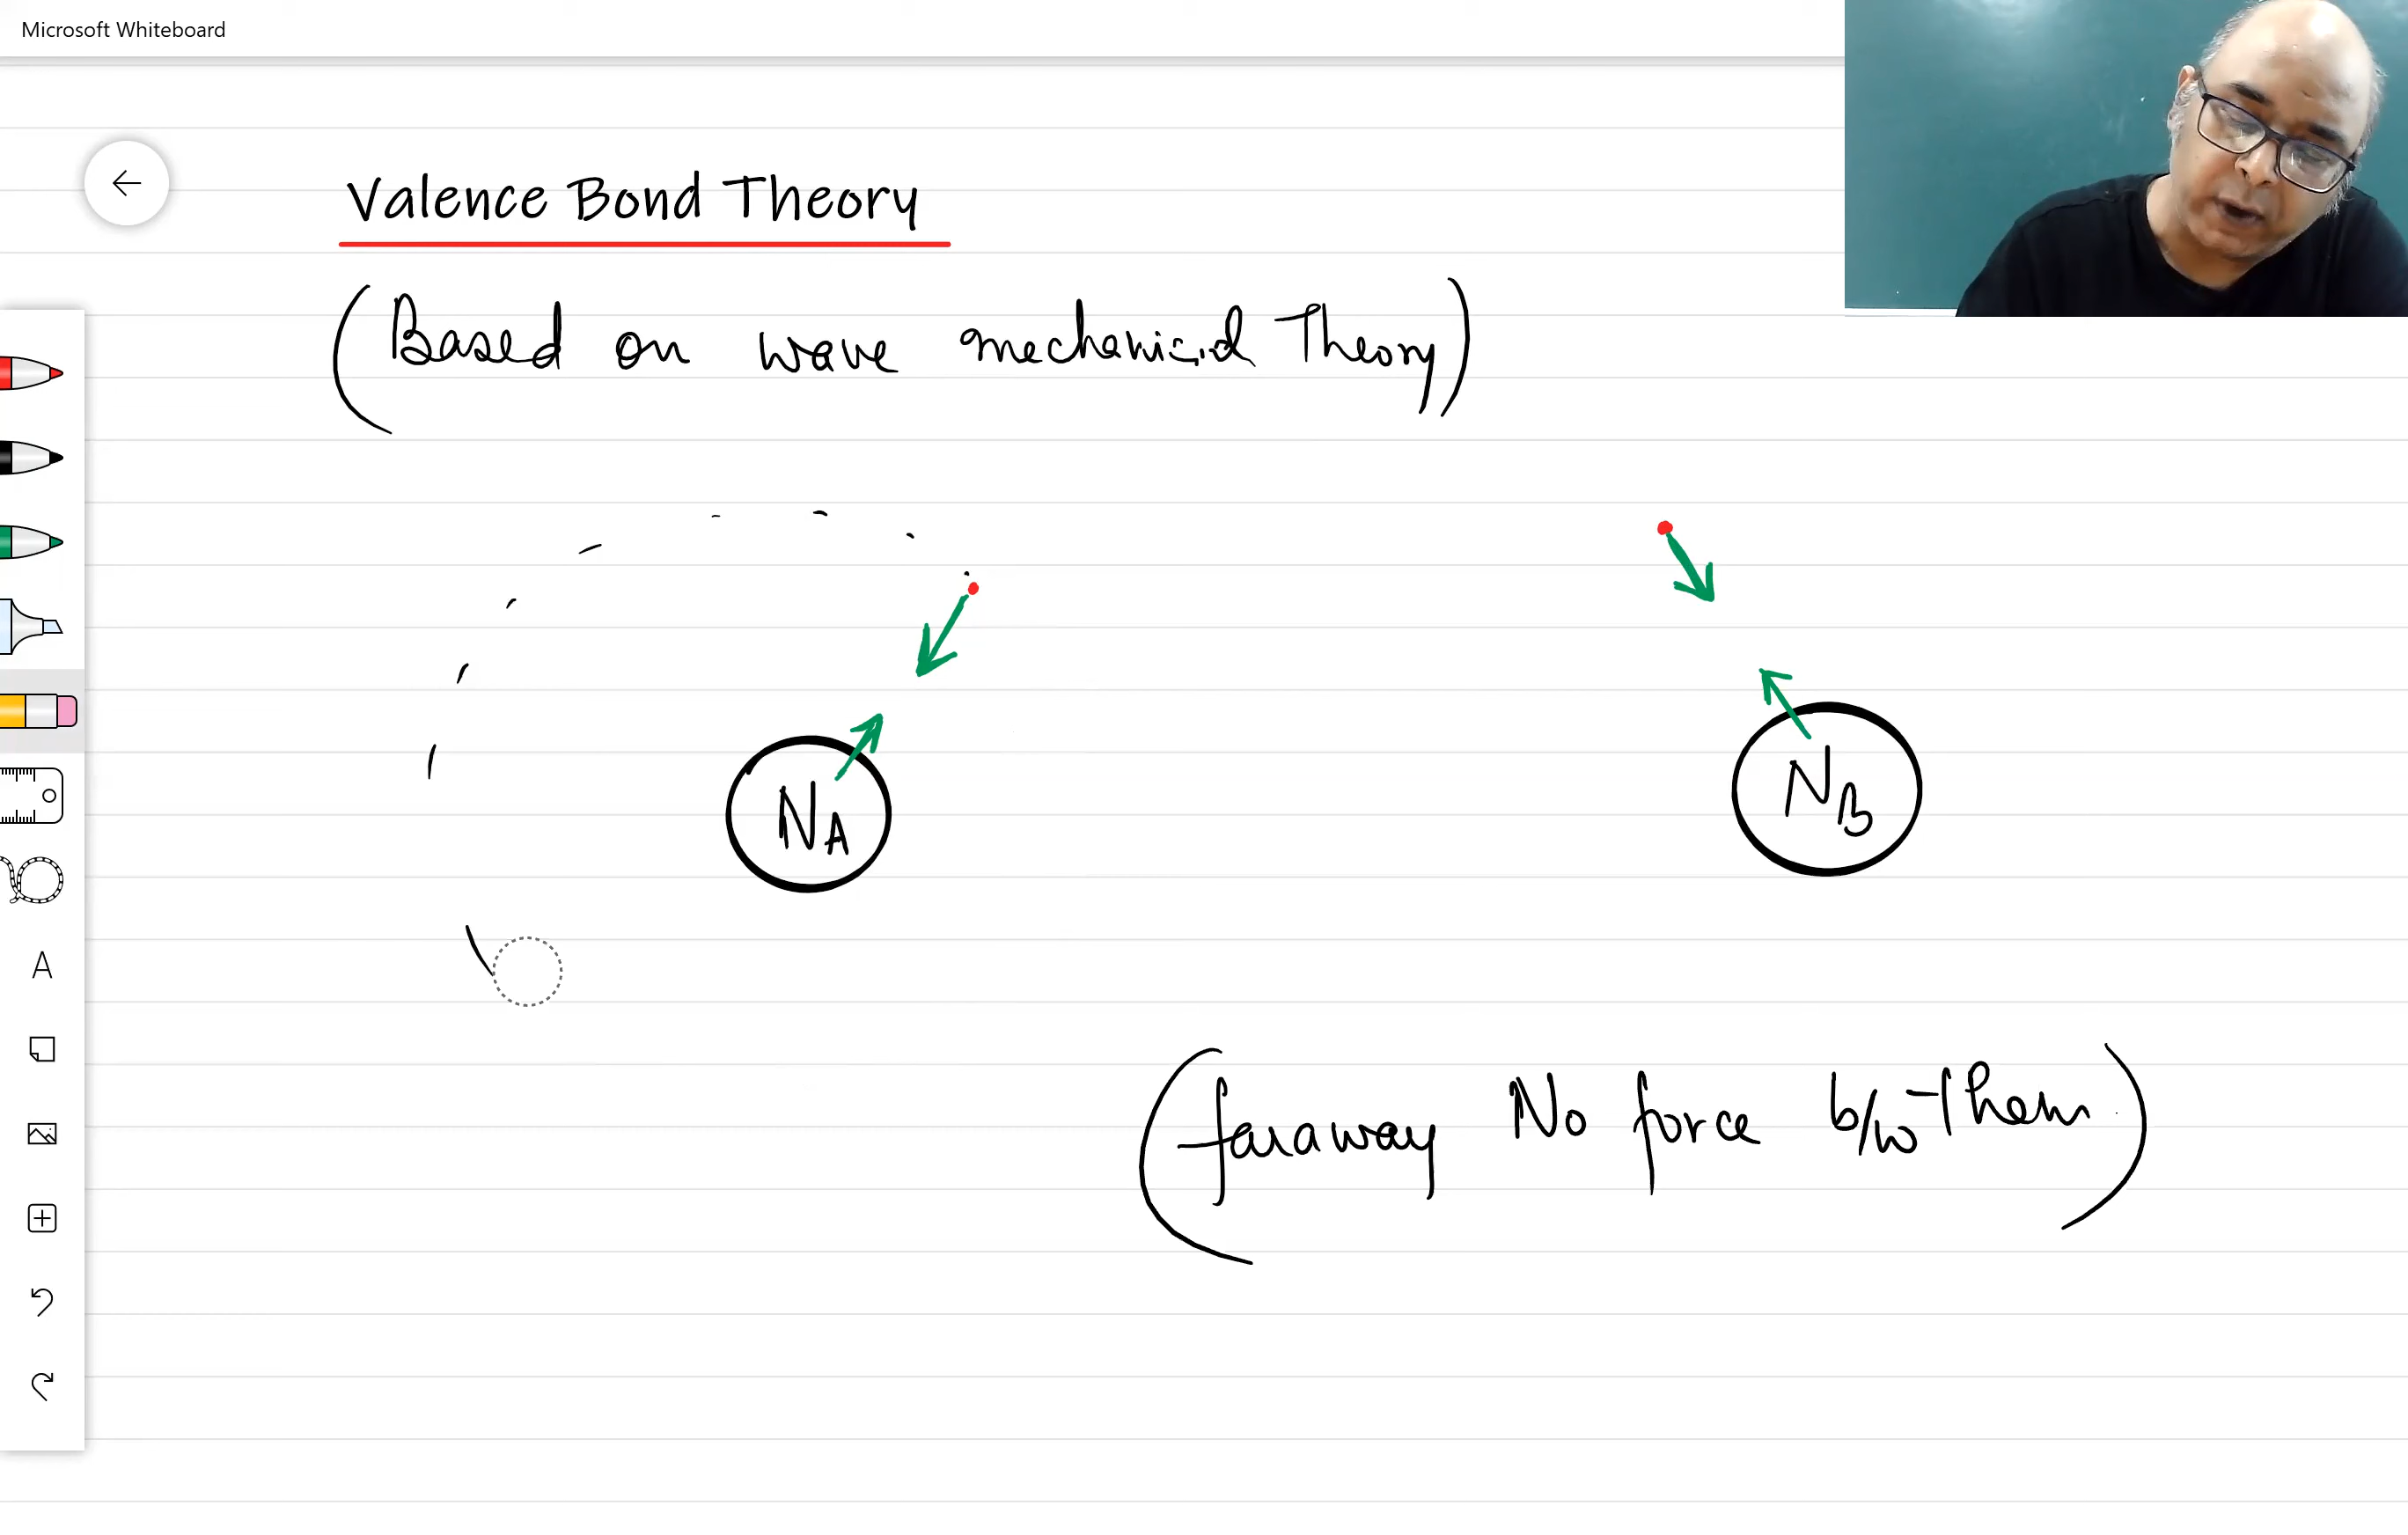 Microsoft Whiteboard
Valence Bond Theory
(Based on wave mechanical Theory)
NA
NB
(faraway No force b/w Them)
A